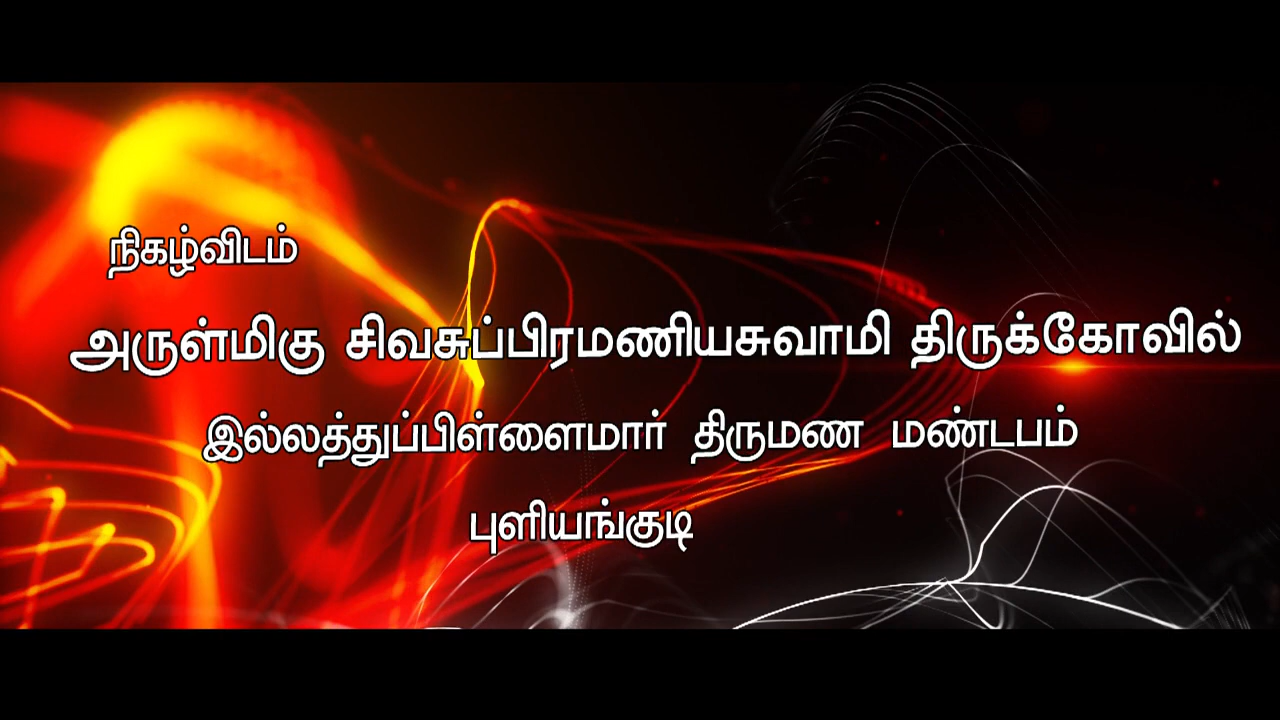 நிகழ்விடம்
அருள்மிகு சிவசுப்பிரமணியசுவாமி திருக்கோவில்
இல்லத்துப்பிள்ளைமார் திருமண மண்டபம்
புளியங்குடி